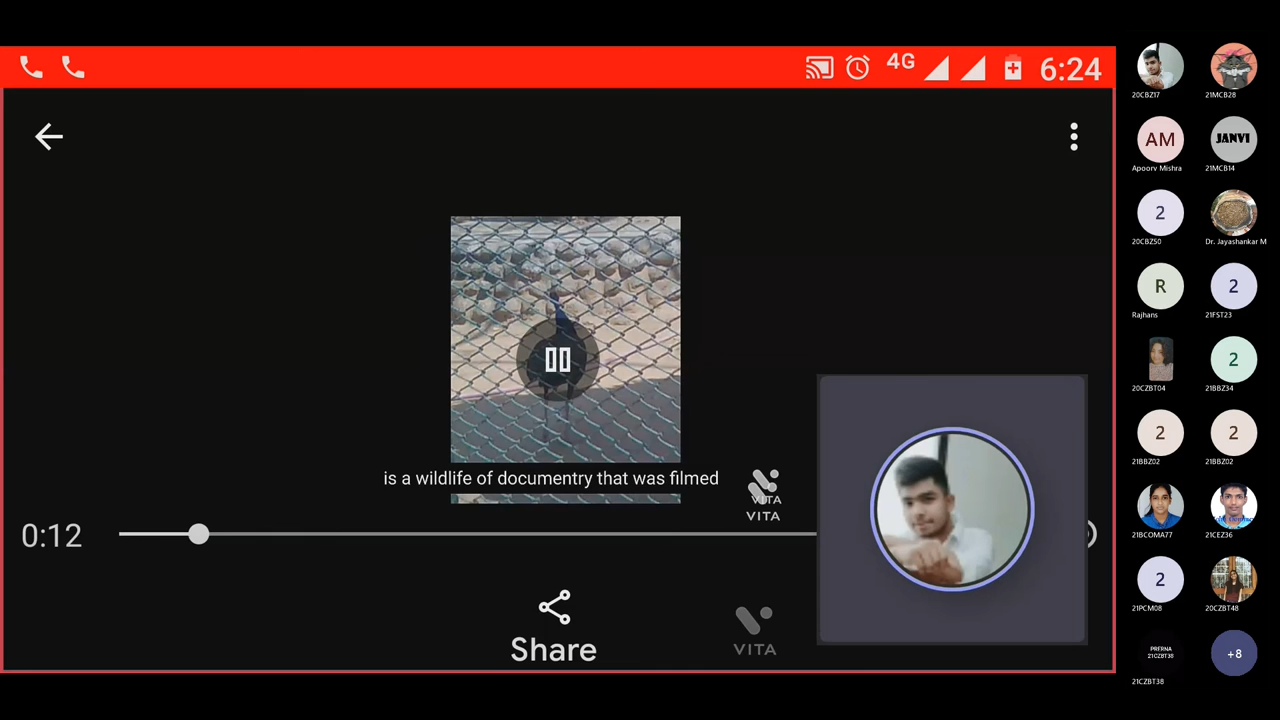 4G
6:24
is a wildlife of documentry that was filmed
VITA
VITA
0:12
Share
VITA
20CBZ17
21MCB28
AM
JANVI
Apoorv Mishra
21MCB14
2
20CBZ50
Dr. Jayashankar M
R
2
Rajhans
21FST23
2
20CZBT04
21BBZ34
2
2
21BBZ02
21BBZ02
21BCOMA77
21CEZ36
2
21PCM08
20CZBT48
PRERNA
21CZBT38
+8
21CZBT38